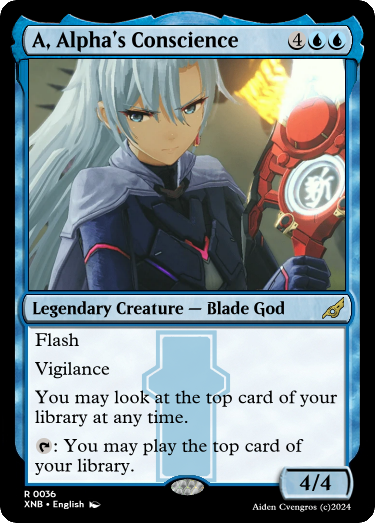 A, Alpha's Conscience 4
新
Legendary Creature — Blade God
Flash
Vigilance
You may look at the top card of your
library at any time.
: You may play the top card of
your library.
4/4
R 0036
XNB • English
Aiden Cvengros (c)2024